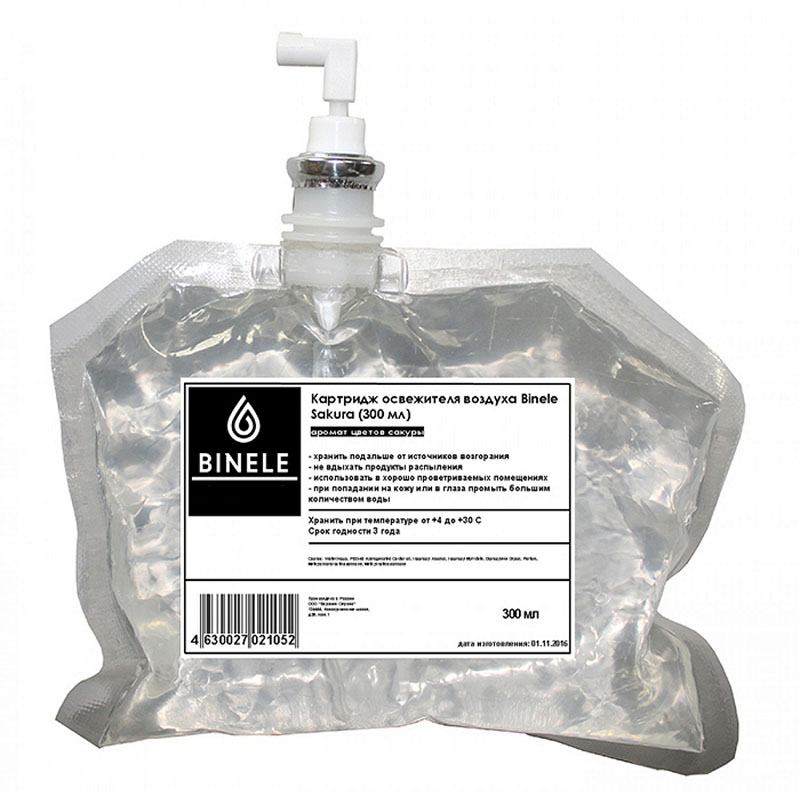 BINELE
Картридж освежителя воздуха Binele
Sakura (300 мл)
аромат цветов сакуры
- хранить подальше от источников возгорания
- не вдыхать продукты распыления
- использовать в хорошо проветриваемых помещениях
- при попадании на кожу или в глаза промыть большим
количеством воды
Хранить при температуре от +4 до +30 С
Срок годности 3 года
Произведено в России
300 мл
4 630027 021052
дата изготовления: 01.11.2016